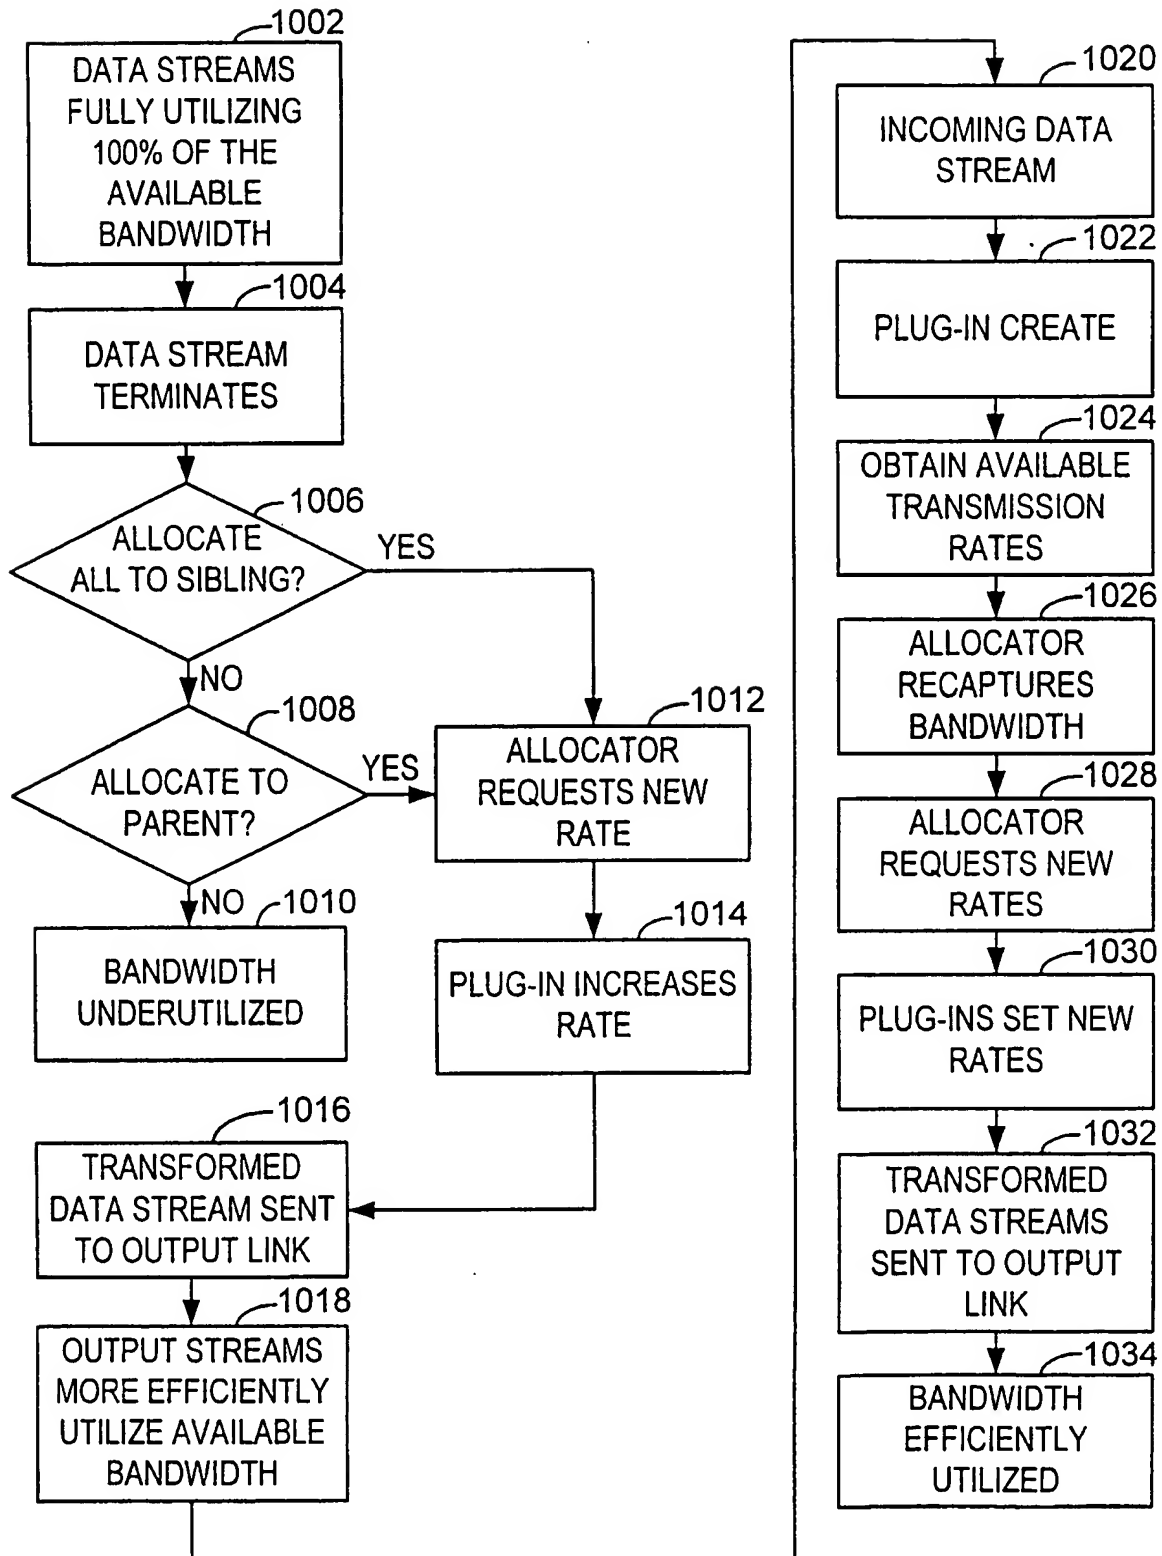 1002
DATA STREAMS
FULLY UTILIZING
100% OF THE
AVAILABLE
BANDWIDTH
1004
DATA STREAM
TERMINATES
1006
ALLOCATE
ALL TO SIBLING?
YES
NO
1008
ALLOCATE TO
PARENT?
YES
NO
1010
BANDWIDTH
UNDERUTILIZED
1012
ALLOCATOR
REQUESTS NEW
RATE
1014
PLUG-IN INCREASES
RATE
1016
TRANSFORMED
DATA STREAM SENT
TO OUTPUT LINK
1018
OUTPUT STREAMS
MORE EFFICIENTLY
UTILIZE AVAILABLE
BANDWIDTH
1020
INCOMING DATA
STREAM
1022
PLUG-IN CREATE
1024
OBTAIN AVAILABLE
TRANSMISSION
RATES
1026
ALLOCATOR
RECAPTURES
BANDWIDTH
1028
ALLOCATOR
REQUESTS NEW
RATES
1030
PLUG-INS SET NEW
RATES
1032
TRANSFORMED
DATA STREAMS
SENT TO OUTPUT
LINK
1034
BANDWIDTH
EFFICIENTLY
UTILIZED